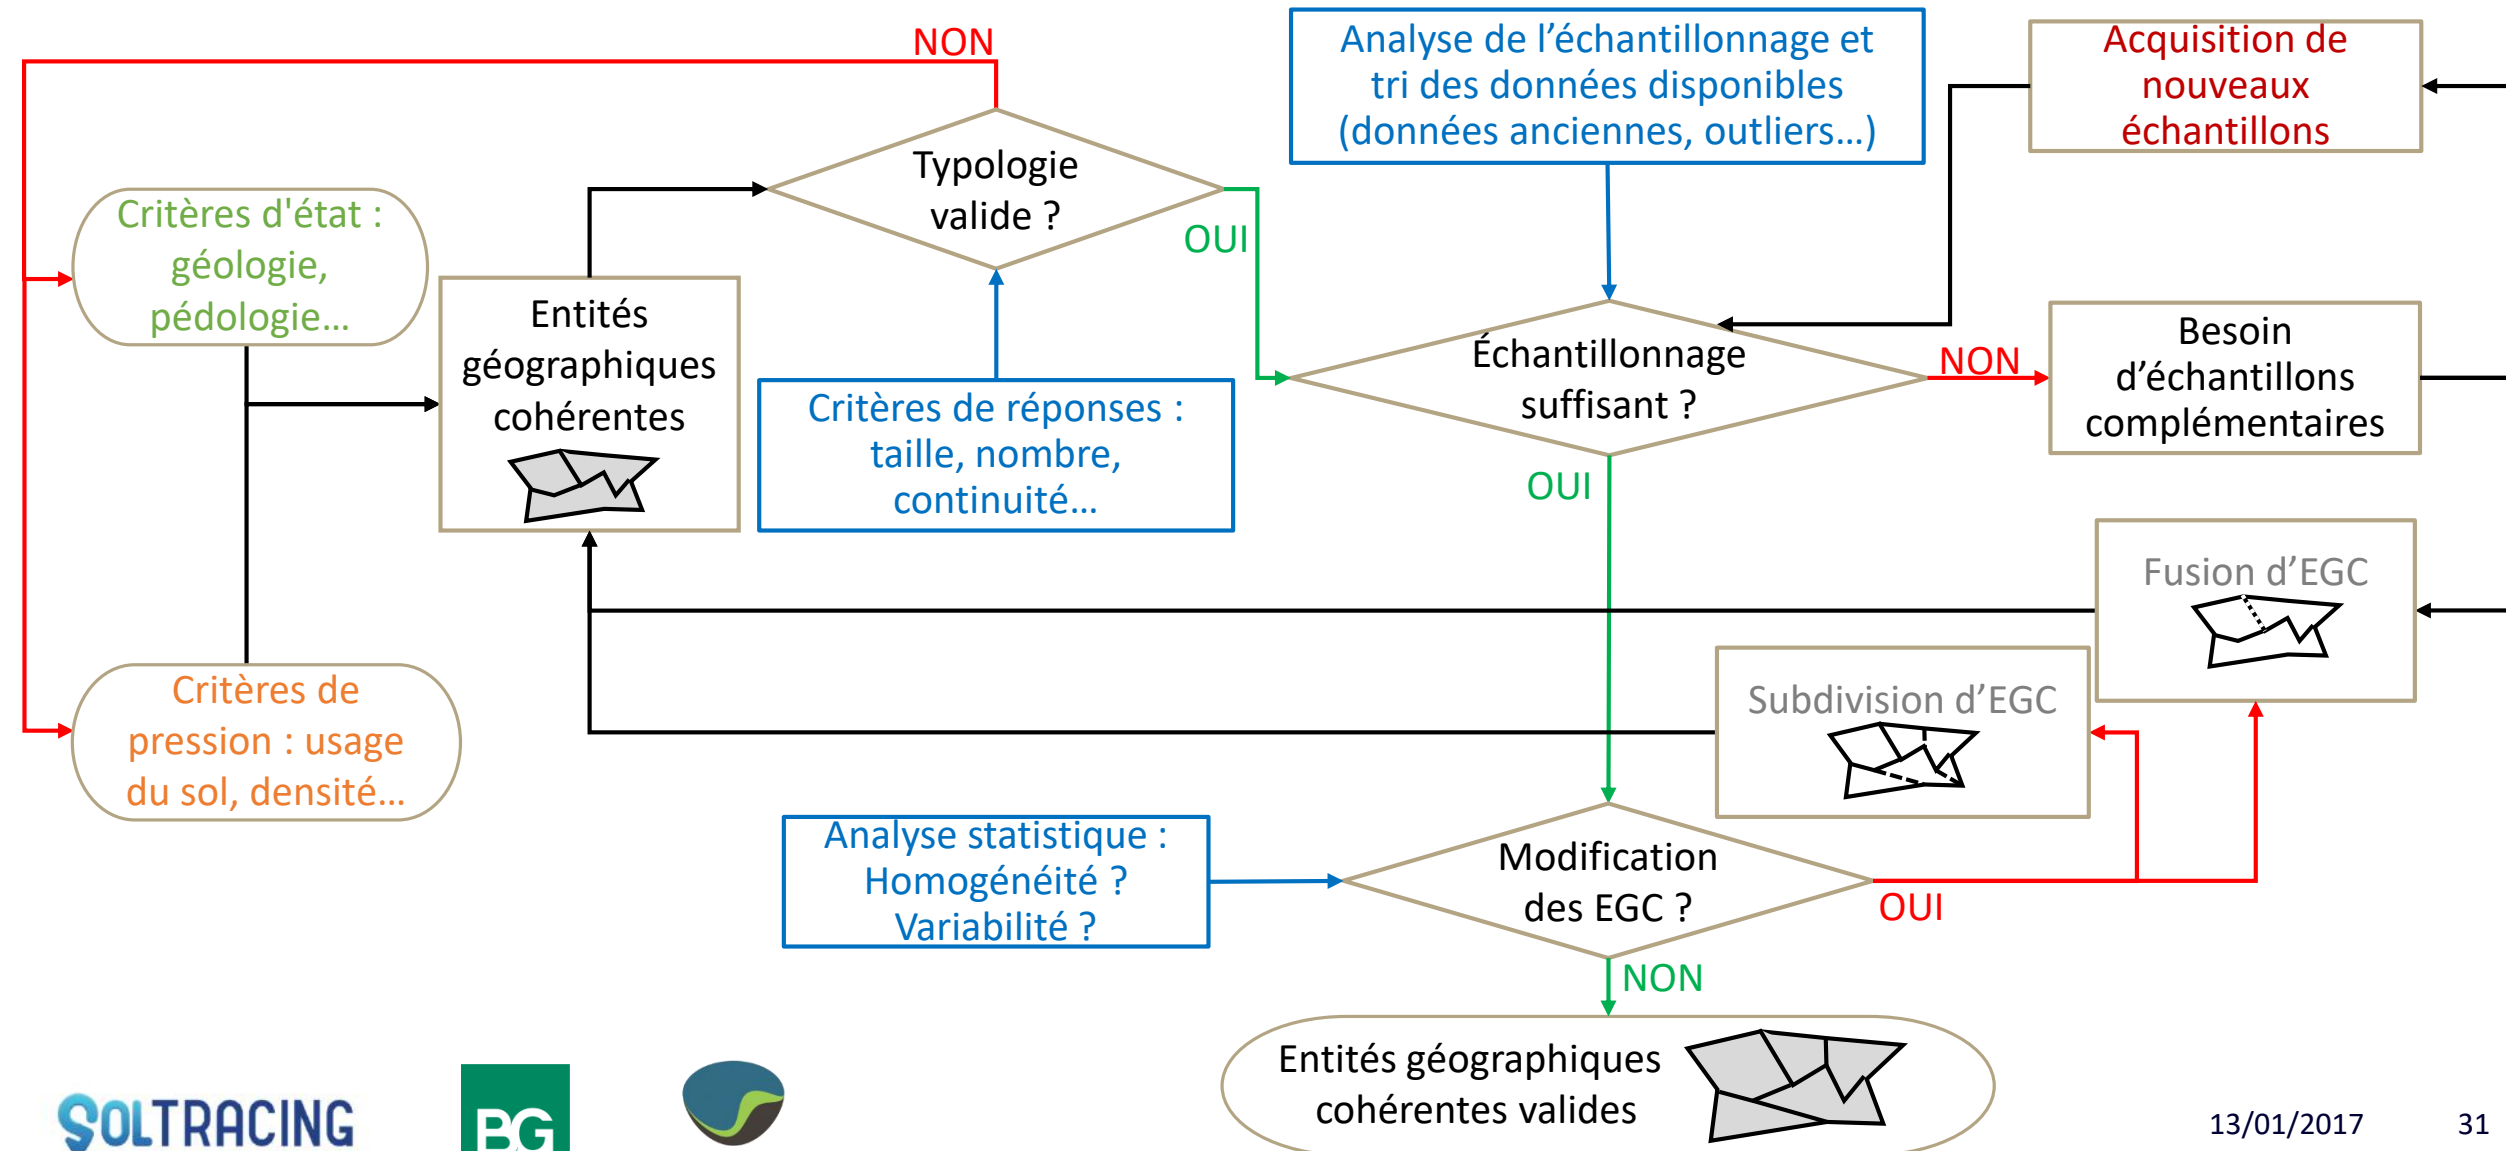 NON
Analyse de l’échantillonnage et
tri des données disponibles
(données anciennes, outliers…)
Acquisition de
nouveaux
échantillons
Typologie
valide ?
OUI
Critères d'état :
géologie,
pédologie…
Entités
géographiques
cohérentes
Critères de réponses :
taille, nombre,
continuité…
Échantillonnage
suffisant ?
NON
Besoin
d’échantillons
complémentaires
OUI
Fusion d’EGC
Subdivision d’EGC
Critères de
pression : usage
du sol, densité…
Analyse statistique :
Homogénéité ?
Variabilité ?
Modification
des EGC ?
OUI
NON
Entités géographiques
cohérentes valides
SOLTRACING
BG
13/01/2017
31